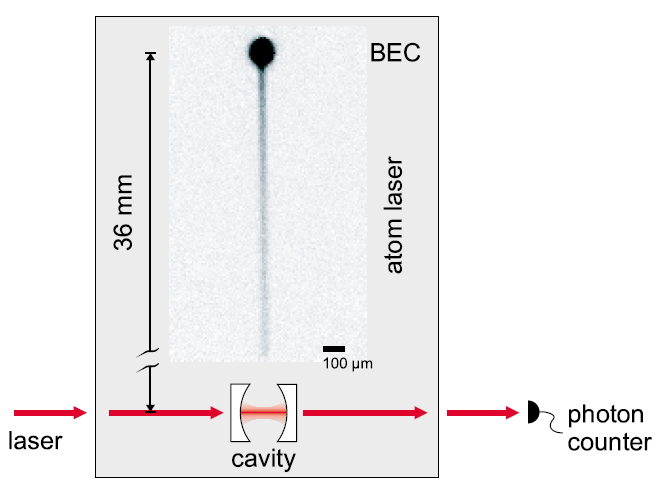 BEC
36 mm
atom laser
100 µm
laser
cavity
photon
counter